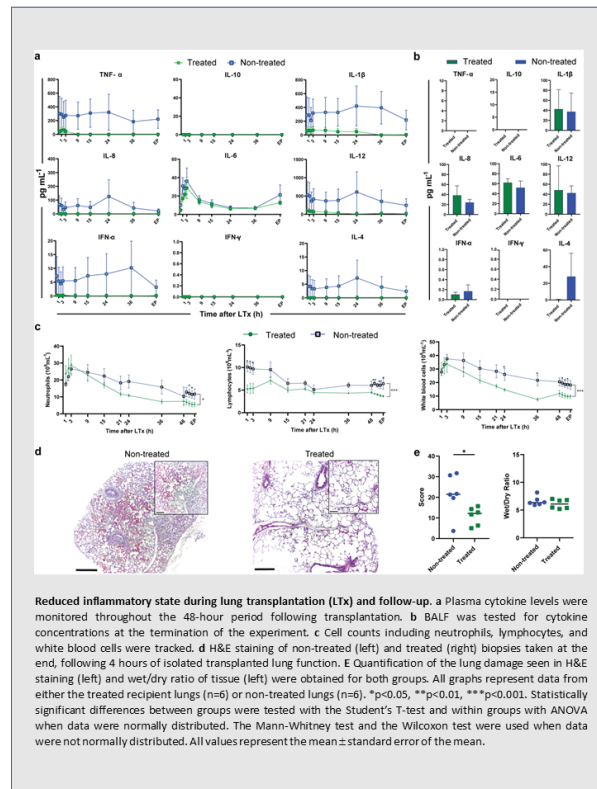 a
Treated
Non-treated
b
Treated
Non-treated
TNF- α
IL-10
IL-1β
IL-8
IL-6
IL-12
IFN-α
IFN-γ
IL-4
pg mL⁻¹
Time after LTx (h)
TNF-α
IL-10
IL-1β
IL-8
IL-6
IL-12
IFN-α
IFN-γ
IL-4
pg mL⁻¹
Treated
Non-treated
c
Treated
Non-treated
Time after LTx (h)
Time after LTx (h)
Time after LTx (h)
d
Non-treated
Treated
e
Score
Non-treated
Treated
Wet/Dry Ratio
Non-treated
Treated
Reduced inflammatory state during lung transplantation (LTx) and follow-up. a Plasma cytokine levels were
monitored throughout the 48-hour period following transplantation. b BALF was tested for cytokine
concentrations at the termination of the experiment. c Cell counts including neutrophils, lymphocytes, and
white blood cells were tracked. d H&E staining of non-treated (left) and treated (right) biopsies taken at the
end, following 4 hours of isolated transplanted lung function. E Quantification of the lung damage seen in H&E
staining (left) and wet/dry ratio of tissue (left) were obtained for both groups. All graphs represent data from
either the treated recipient lungs (n=6) or non-treated lungs (n=6). *p<0.05, **p<0.01, ***p<0.001. Statistically
significant differences between groups were tested with the Student's T-test and within groups with ANOVA
when data were normally distributed. The Mann-Whitney test and the Wilcoxon test were used when data
were not normally distributed. All values represent the mean ± standard error of the mean.